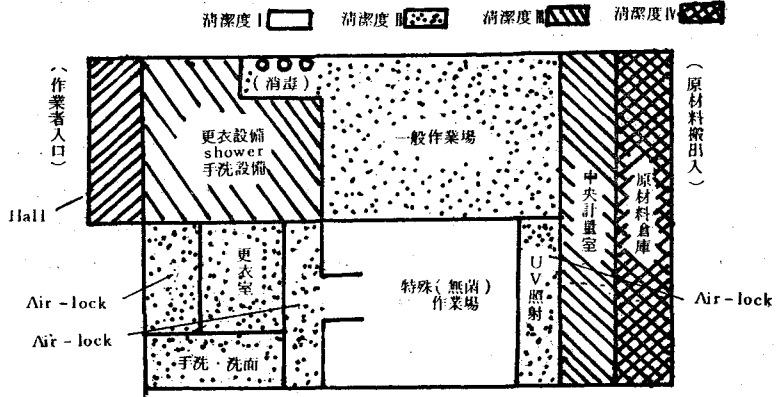 清潔度 I
清潔度 II
清潔度 III
清潔度 IV
(作業者入口)
(消毒)
更衣設備
shower
手洗設備
一般作業場
中央計量室
原材料倉庫
(原材料搬出入)
Hall
Air-lock
Air-lock
更衣室
手洗・洗面
特殊(無菌)
作業場
UV照射
Air-lock